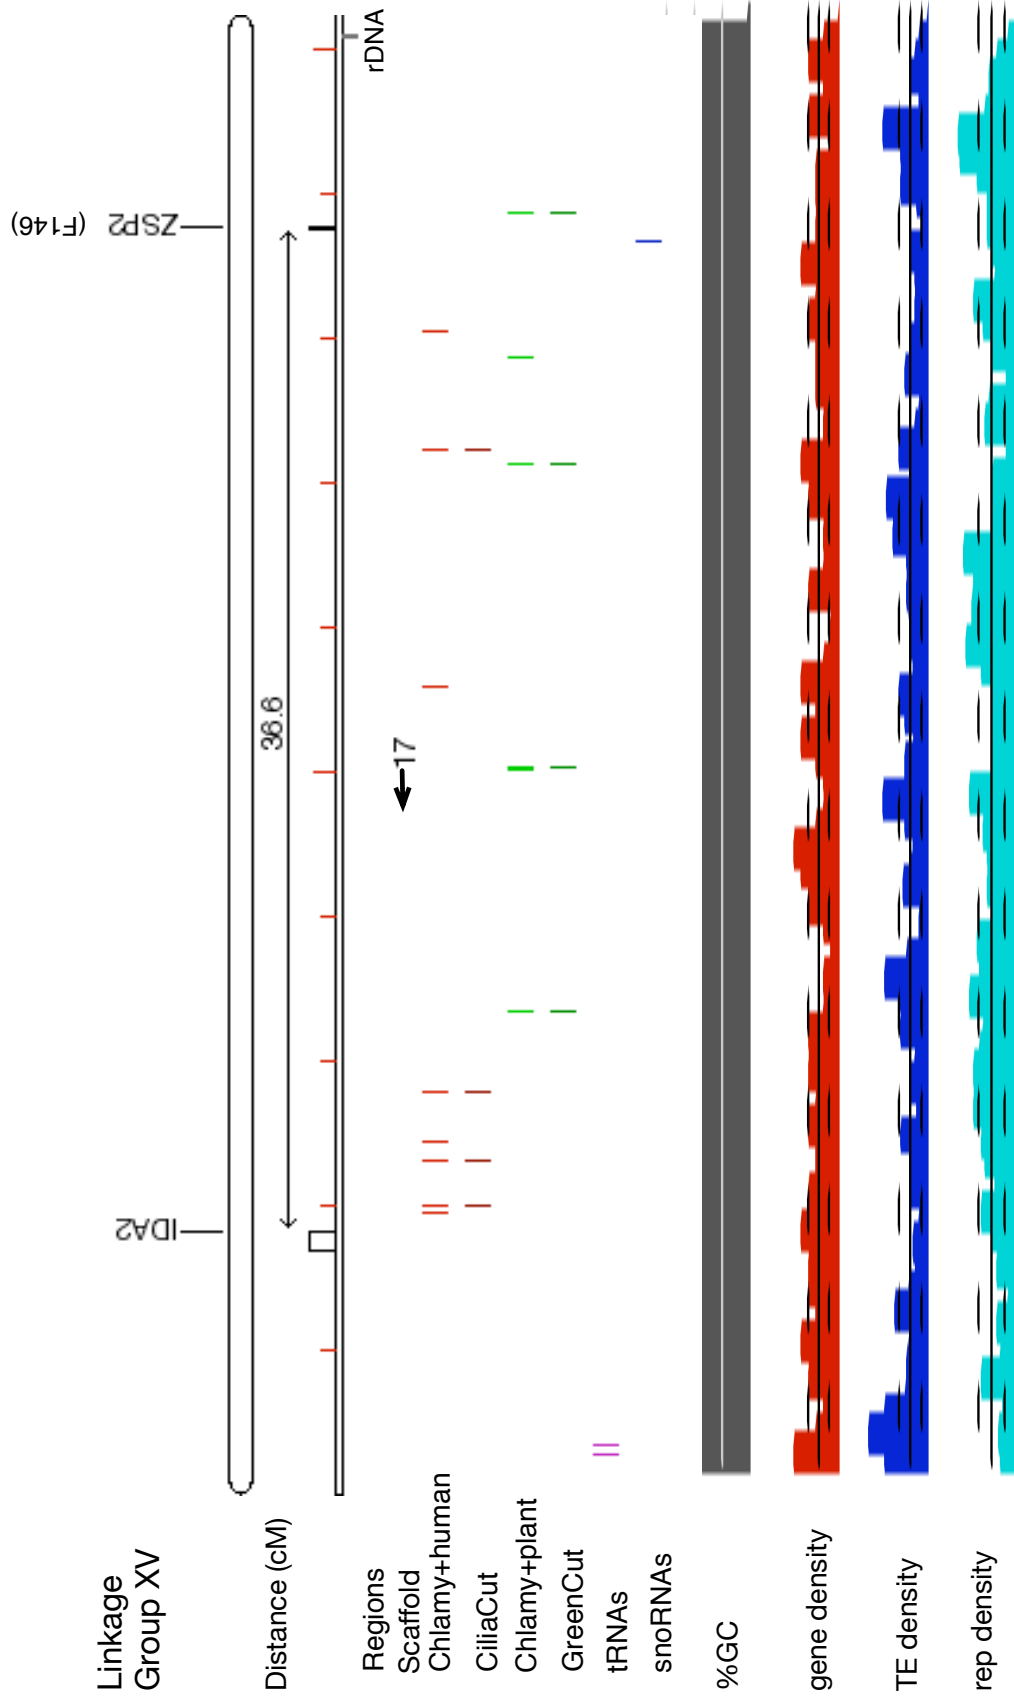 Linkage
Group XV
IDA2
ZSP2
(F146)
Distance (cM)
36.6
rDNA
Regions
Scaffold
17
Chlamy+human
CiliaCut
Chlamy+plant
GreenCut
tRNAs
snoRNAs
%GC
gene density
TE density
rep density